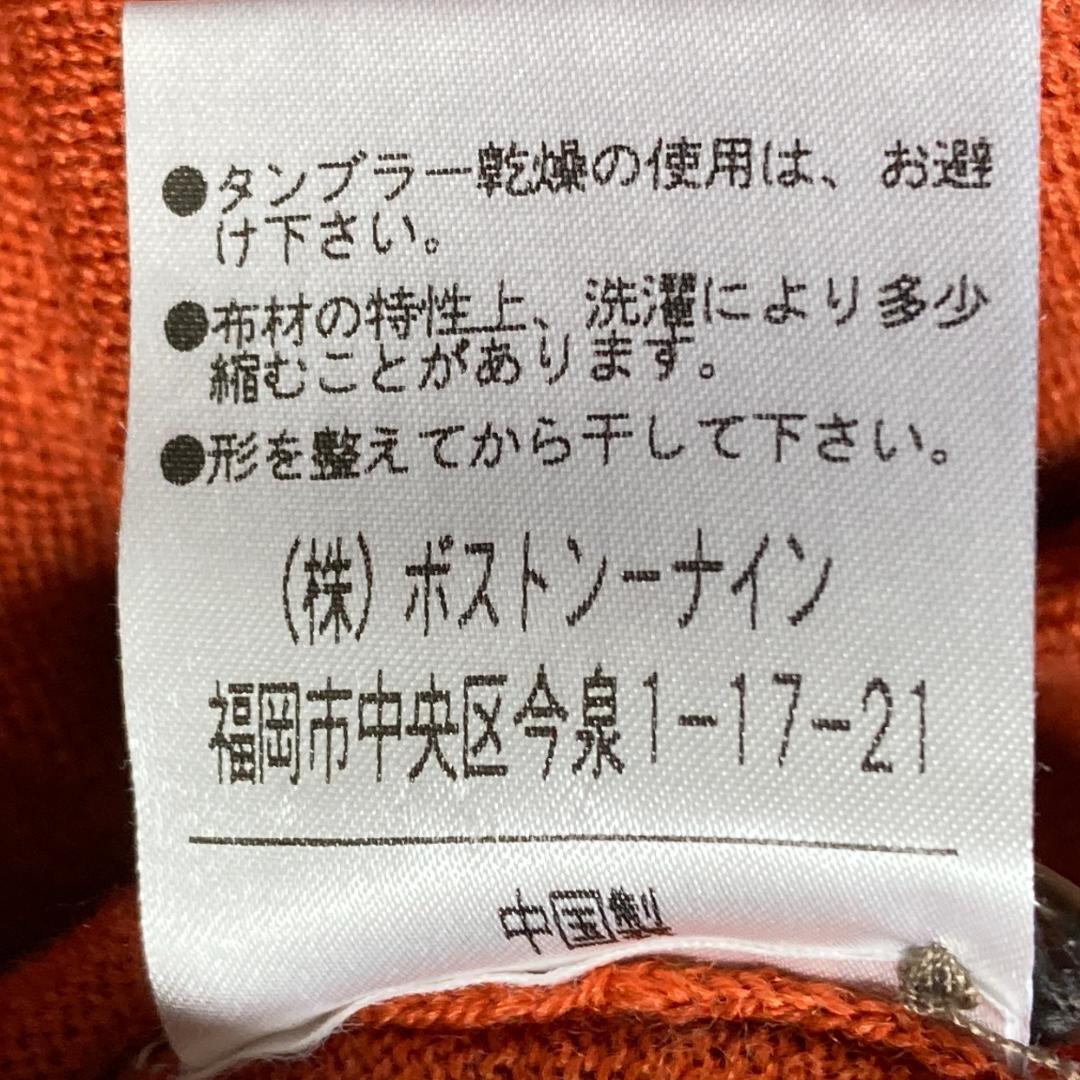 ●タンブラー乾燥の使用は、お避
け下さい。
●布材の特性上、洗濯により多少
縮むことがあります。
●形を整えてから干して下さい。
(株)ポストンーナイン
福岡市中央区今泉1-17-21
中国製